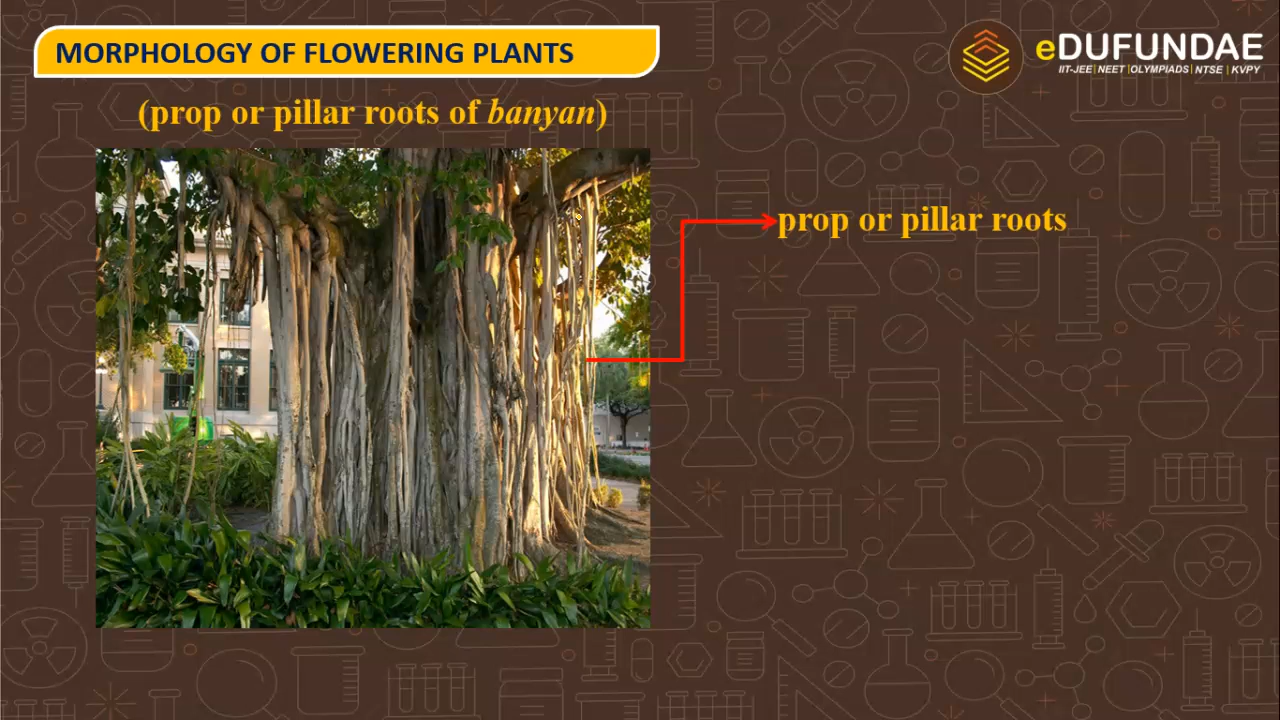 MORPHOLOGY OF FLOWERING PLANTS
eDUFUNDAE
IIT-JEE|NEET|OLYMPIADS|NTSE|KVPY
(prop or pillar roots of banyan)
prop or pillar roots